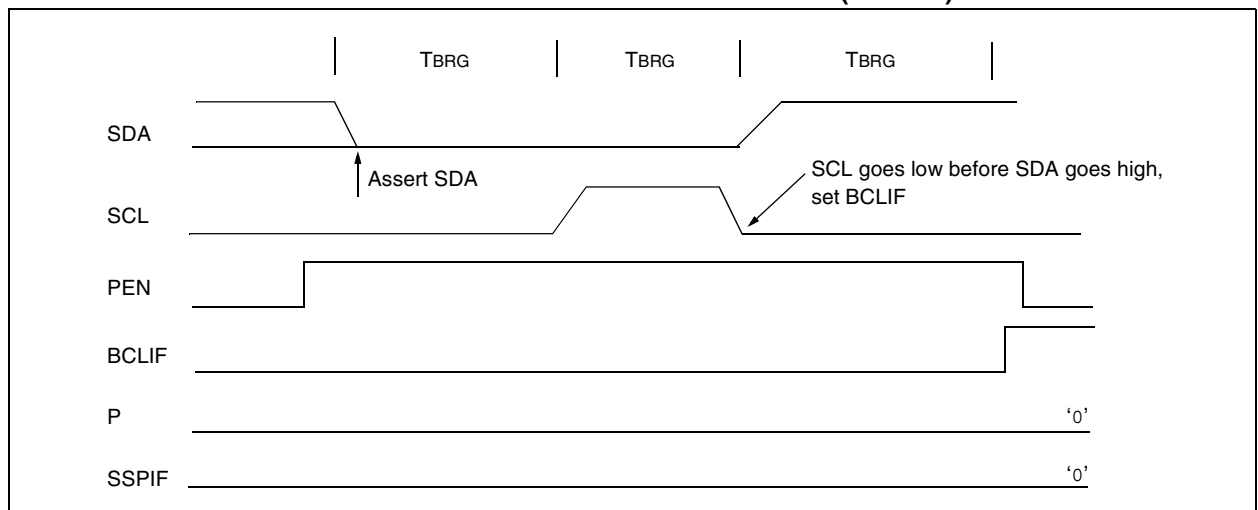 TBRG TBRG TBRG
SDA
Assert SDA
SCL goes low before SDA goes high,
set BCLIF
SCL
PEN
BCLIF
P '0'
SSPIF '0'